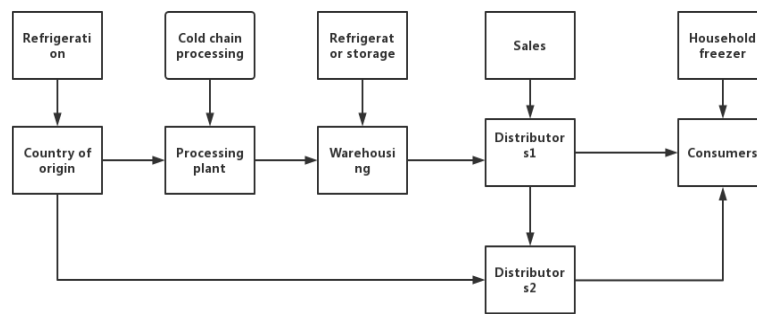 Refrigerati
on
Cold chain
processing
Refrigerat
or storage
Sales
Household
freezer
Country of
origin
Processing
plant
Warehousi
ng
Distributor
s1
Consumers
Distributor
s2